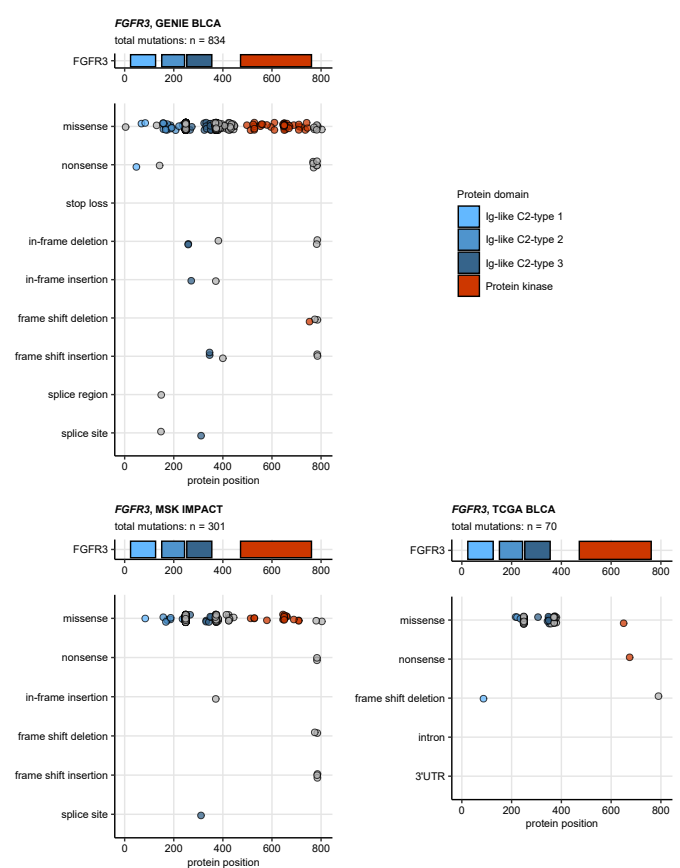 FGFR3, GENIE BLCA
total mutations: n = 834
FGFR3
0 200 400 600 800
missense
nonsense
stop loss
in-frame deletion
in-frame insertion
frame shift deletion
frame shift insertion
splice region
splice site
0 200 400 600 800
protein position
Protein domain
Ig-like C2-type 1
Ig-like C2-type 2
Ig-like C2-type 3
Protein kinase
FGFR3, MSK IMPACT
total mutations: n = 301
FGFR3
0 200 400 600 800
missense
nonsense
in-frame insertion
frame shift deletion
frame shift insertion
splice site
0 200 400 600 800
protein position
FGFR3, TCGA BLCA
total mutations: n = 70
FGFR3
0 200 400 600 800
missense
nonsense
frame shift deletion
intron
3'UTR
0 200 400 600 800
protein position